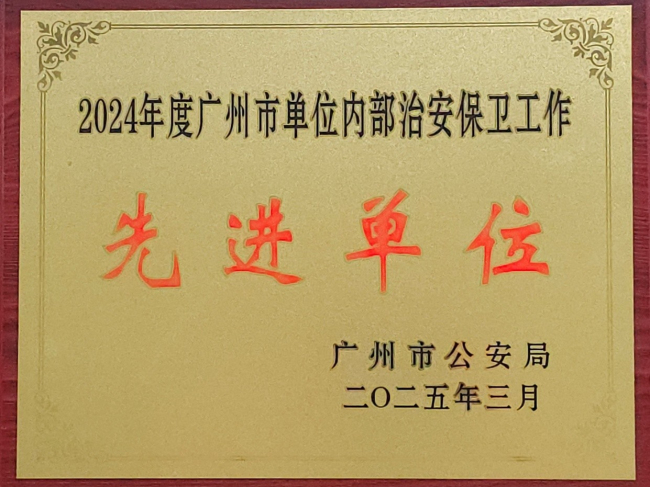 2024年度广州市单位内部治安保卫工作
先进单位
广州市公安局
二〇二五年三月